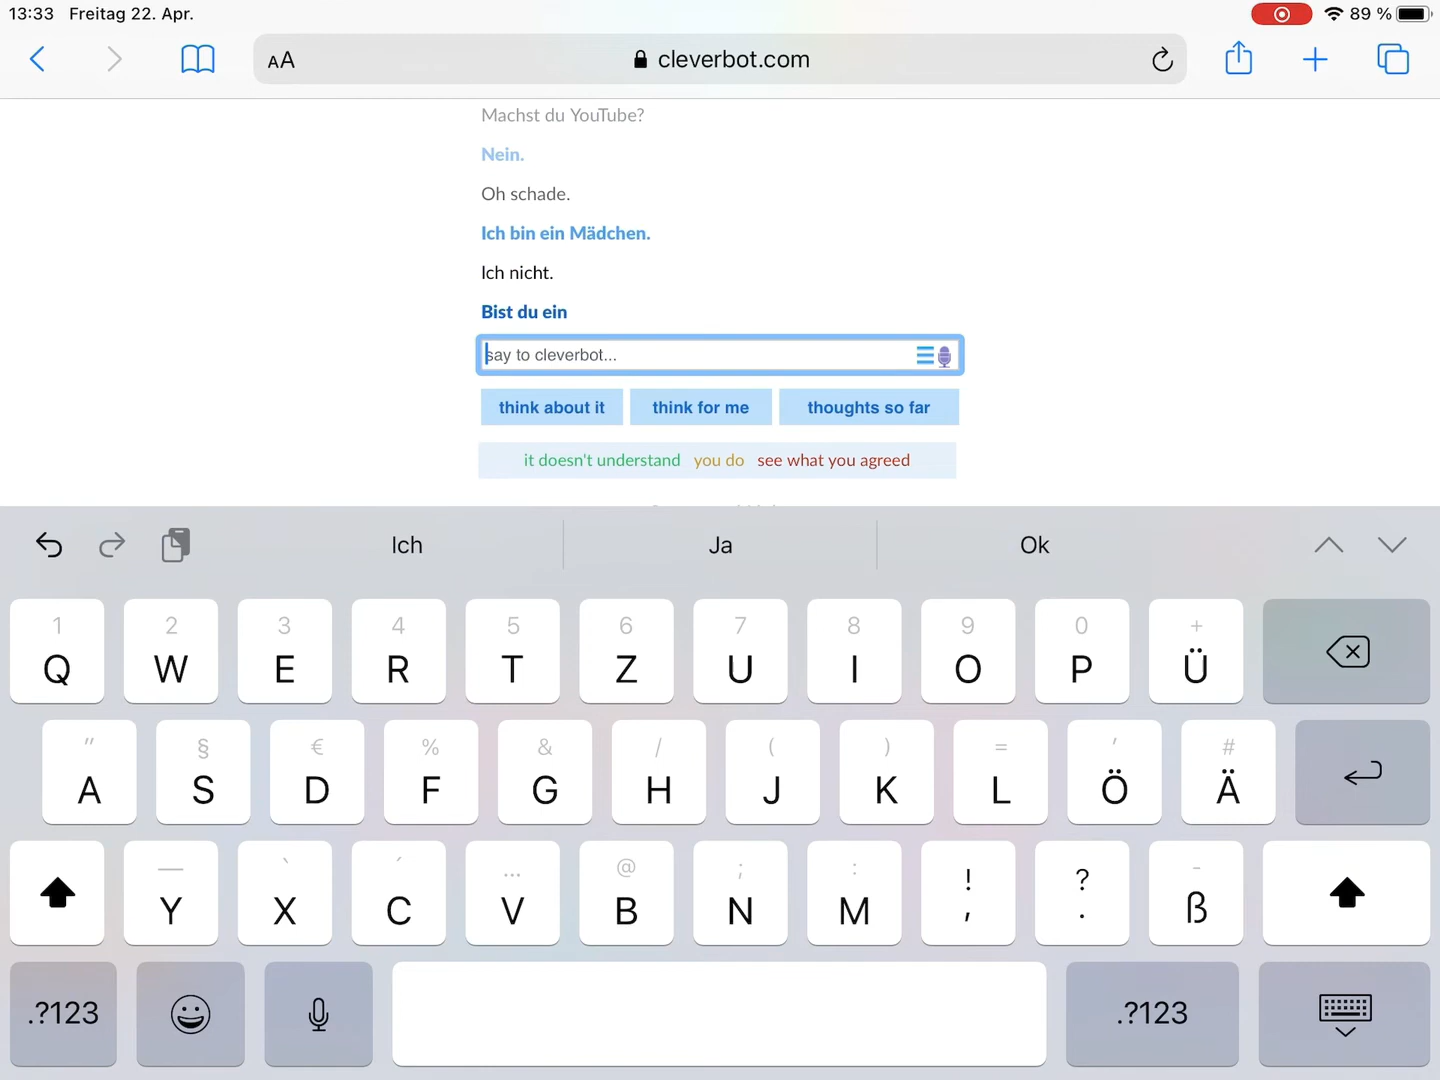 13:33 Freitag 22. Apr. 89 %
AA cleverbot.com
Machst du YouTube?
Nein.
Oh schade.
Ich bin ein Mädchen.
Ich nicht.
Bist du ein
say to cleverbot...
think about it think for me thoughts so far
it doesn't understand you do see what you agreed
Ich Ja Ok
1 2 3 4 5 6 7 8 9 0 +
Q W E R T Z U I O P Ü
" § € % & / ( ) = ' #
A S D F G H J K L Ö Ä
— ` ´ ... @ ; : ! ? -
Y X C V B N M , . ß
.?123 .?123